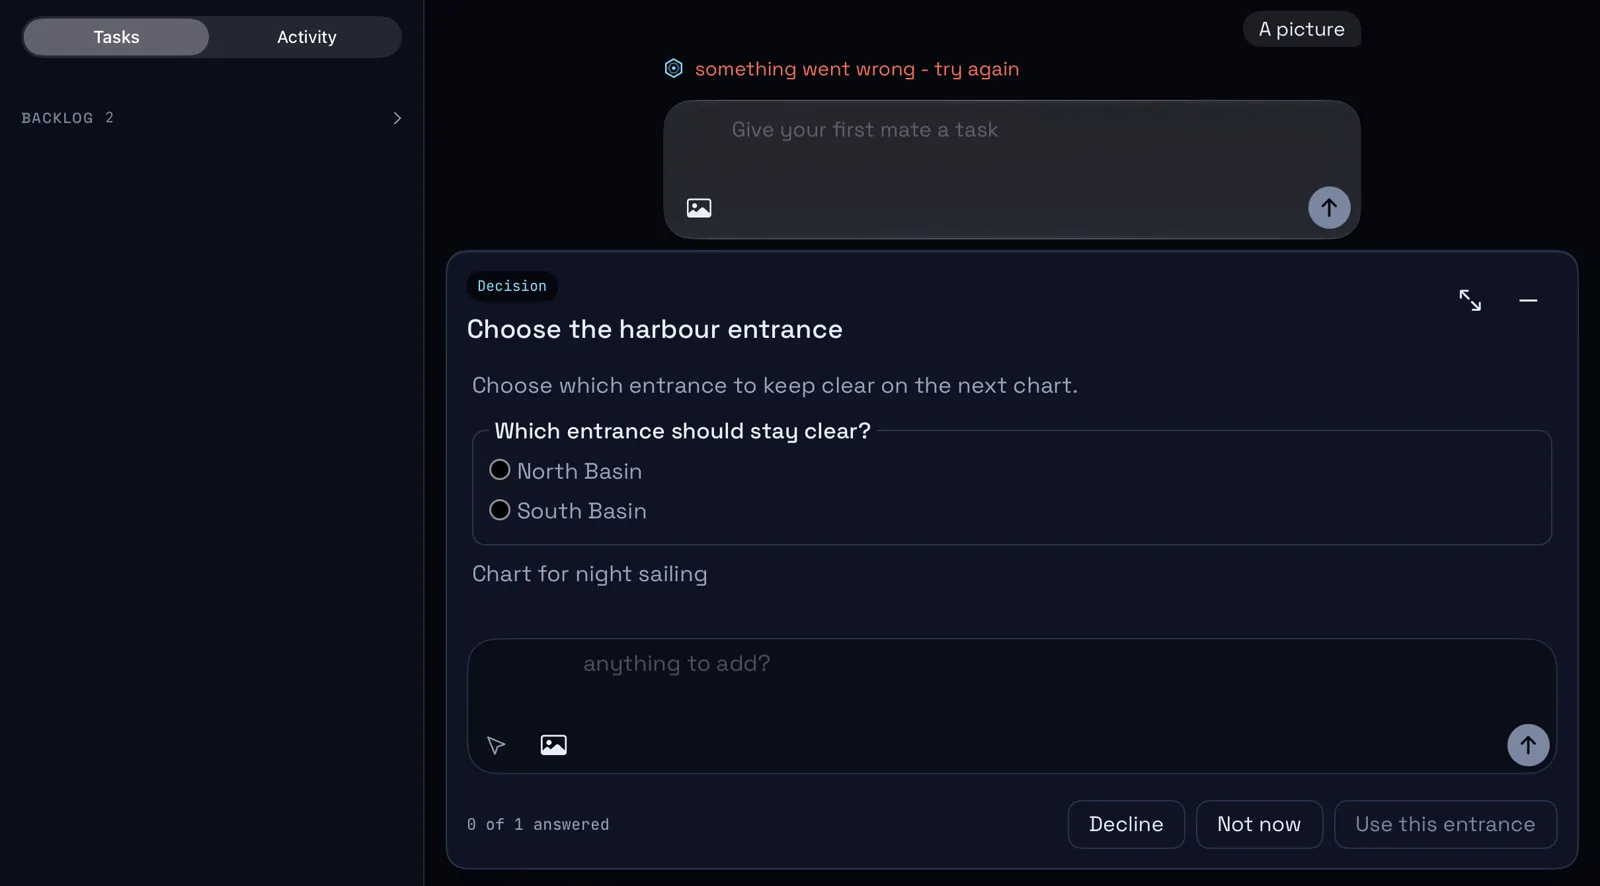 Tasks
Activity
BACKLOG 2
A picture
something went wrong - try again
Give your first mate a task
Decision
Choose the harbour entrance
Choose which entrance to keep clear on the next chart.
Which entrance should stay clear?
North Basin
South Basin
Chart for night sailing
anything to add?
0 of 1 answered
Decline
Not now
Use this entrance